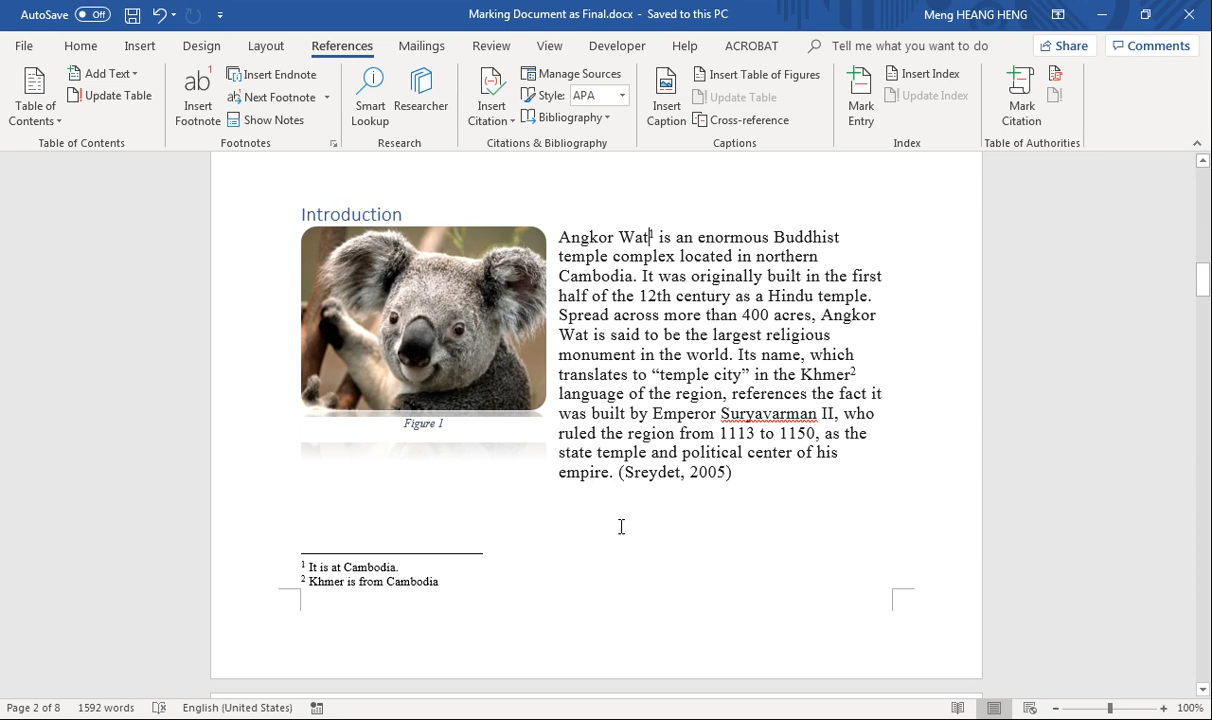 AutoSave Off Marking Document as Final.docx - Saved to this PC Meng HEANG HENG
File Home Insert Design Layout References Mailings Review View Developer Help ACROBAT Tell me what you want to do Share Comments
Table of Contents
Add Text
Update Table
Table of Contents
ab1
Insert Footnote
Insert Endnote
Next Footnote
Show Notes
Footnotes
Smart Lookup
Researcher
Research
Insert Citation
Manage Sources
Style: APA
Bibliography
Citations & Bibliography
Insert Caption
Insert Table of Figures
Update Table
Cross-reference
Captions
Mark Entry
Insert Index
Update Index
Index
Mark Citation
Table of Authorities
Introduction
Figure 1
Angkor Wat1 is an enormous Buddhist
temple complex located in northern
Cambodia. It was originally built in the first
half of the 12th century as a Hindu temple.
Spread across more than 400 acres, Angkor
Wat is said to be the largest religious
monument in the world. Its name, which
translates to “temple city” in the Khmer2
language of the region, references the fact it
was built by Emperor Suryavarman II, who
ruled the region from 1113 to 1150, as the
state temple and political center of his
empire. (Sreydet, 2005)
1 It is at Cambodia.
2 Khmer is from Cambodia
Page 2 of 8 1592 words English (United States) 100%